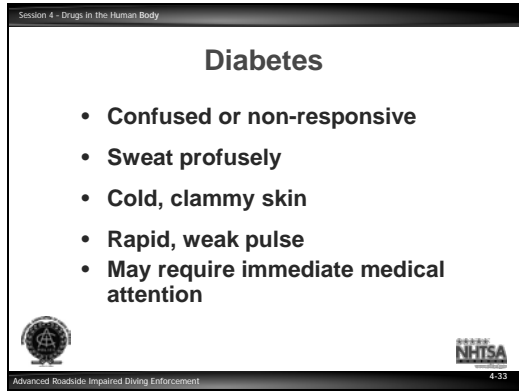 Session 4 - Drugs in the Human Body
Diabetes
• Confused or non-responsive
• Sweat profusely
• Cold, clammy skin
• Rapid, weak pulse
• May require immediate medical
attention
NHTSA
4-33
Advanced Roadside Impaired Diving Enforcement